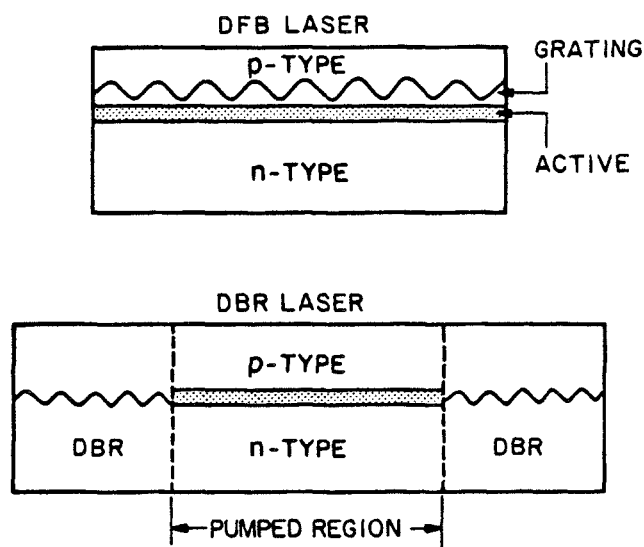 DFB LASER
p-TYPE
GRATING
ACTIVE
n-TYPE
DBR LASER
p-TYPE
DBR
n-TYPE
DBR
PUMPED REGION